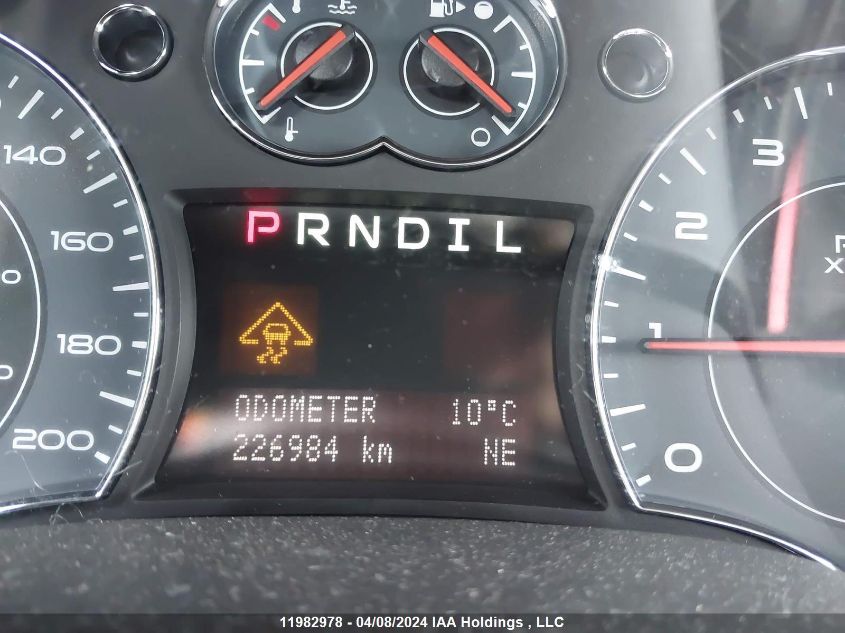 P R N D I L
140
160
180
200
3
2
1
0
ODOMETER 10°C
226984 km NE
11982978 - 04/08/2024 IAA Holdings , LLC